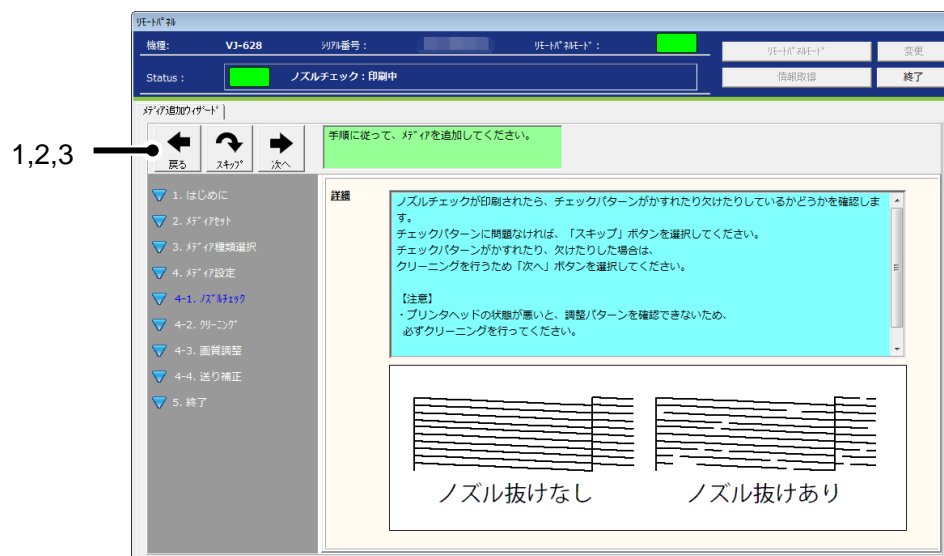 ﾘﾓｰﾄﾊﾟﾈﾙ
機種： VJ-628 ｼﾘｱﾙ番号： ﾘﾓｰﾄﾊﾟﾈﾙﾓｰﾄﾞ： ﾘﾓｰﾄﾊﾟﾈﾙﾓｰﾄﾞ 変更
Status： ノズルチェック：印刷中 情報取得 終了
ﾒﾃﾞｨｱ追加ｳｨｻﾞｰﾄﾞ
1,2,3
戻る ｽｷｯﾌﾟ 次へ
手順に従って、ﾒﾃﾞｨｱを追加してください。
1. はじめに
2. ﾒﾃﾞｨｱｾｯﾄ
3. ﾒﾃﾞｨｱ種類選択
4. ﾒﾃﾞｨｱ設定
4-1. ﾉｽﾞﾙﾁｪｯｸ
4-2. ｸﾘｰﾆﾝｸﾞ
4-3. 画質調整
4-4. 送り補正
5. 終了
詳細
ノズルチェックが印刷されたら、チェックパターンがかすれたり欠けたりしているかどうかを確認しま
す。
チェックパターンに問題なければ、「スキップ」ボタンを選択してください。
チェックパターンがかすれたり、欠けたりした場合は、
クリーニングを行うため「次へ」ボタンを選択してください。
【注意】
・プリンタヘッドの状態が悪いと、調整パターンを確認できないため、
必ずクリーニングを行ってください。
ノズル抜けなし ノズル抜けあり